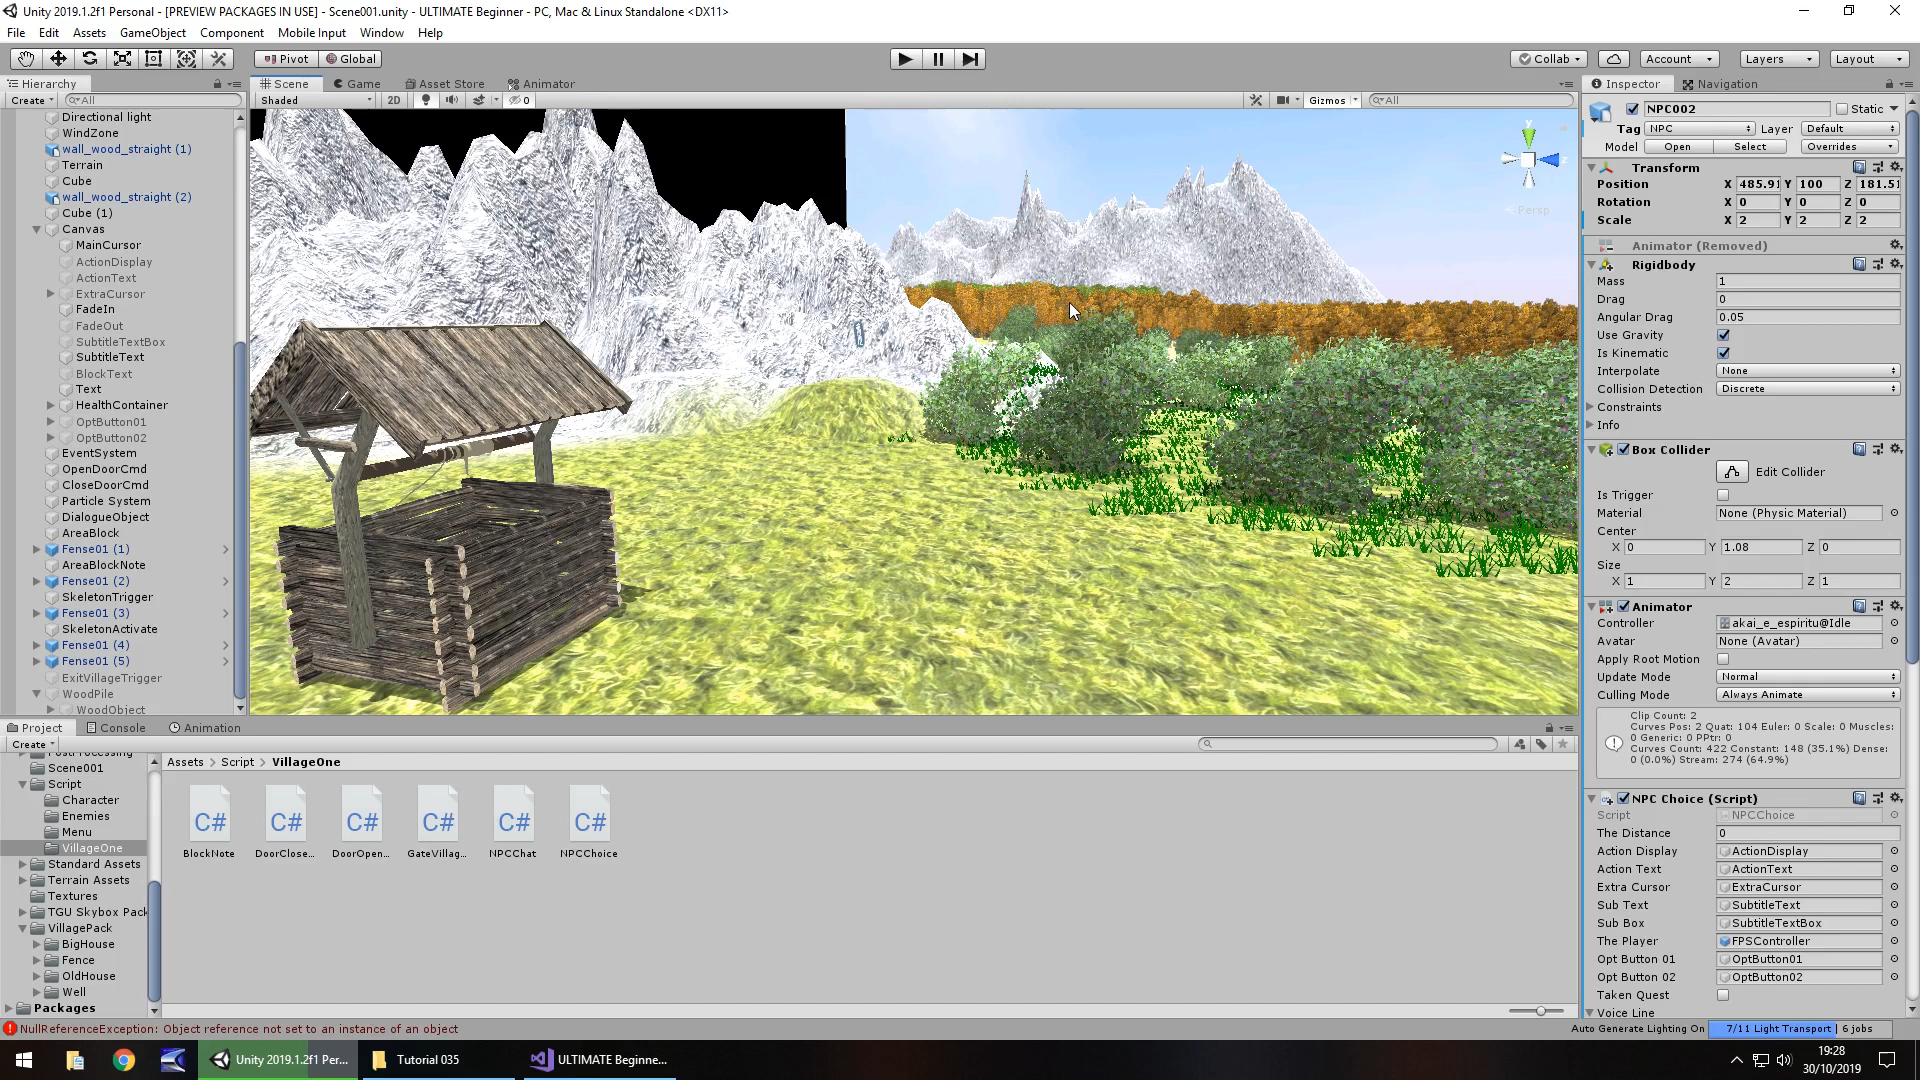 Unity 2019.1.2f1 Personal - [PREVIEW PACKAGES IN USE] - Scene001.unity - ULTIMATE Beginner - PC, Mac & Linux Standalone <DX11>
File Edit Assets GameObject Component Mobile Input Window Help
Pivot Global Collab Account Layers Layout
Hierarchy
Create All
Directional light
WindZone
wall_wood_straight (1)
Terrain
Cube
wall_wood_straight (2)
Cube (1)
Canvas
MainCursor
ActionDisplay
ActionText
ExtraCursor
FadeIn
FadeOut
SubtitleTextBox
SubtitleText
BlockText
Text
HealthContainer
OptButton01
OptButton02
EventSystem
OpenDoorCmd
CloseDoorCmd
Particle System
DialogueObject
AreaBlock
Fense01 (1)
AreaBlockNote
Fense01 (2)
SkeletonTrigger
Fense01 (3)
SkeletonActivate
Fense01 (4)
Fense01 (5)
ExitVillageTrigger
WoodPile
WoodObject
Scene Game Asset Store Animator
Shaded 2D 0 Gizmos All
y
Persp
Inspector Navigation
NPC002 Static
Tag NPC Layer Default
Model Open Select Overrides
Transform
Position X 485.91 Y 100 Z 181.51
Rotation X 0 Y 0 Z 0
Scale X 2 Y 2 Z 2
Animator (Removed)
Rigidbody
Mass 1
Drag 0
Angular Drag 0.05
Use Gravity
Is Kinematic
Interpolate None
Collision Detection Discrete
Constraints
Info
Box Collider
Edit Collider
Is Trigger
Material None (Physic Material)
Center
X 0 Y 1.08 Z 0
Size
X 1 Y 2 Z 1
Animator
Controller akai_e_espiritu@Idle
Avatar None (Avatar)
Apply Root Motion
Update Mode Normal
Culling Mode Always Animate
Clip Count: 2
Curves Pos: 2 Quat: 104 Euler: 0 Scale: 0 Muscles:
0 Generic: 0 PPtr: 0
Curves Count: 422 Constant: 148 (35.1%) Dense:
0 (0.0%) Stream: 274 (64.9%)
NPC Choice (Script)
Script NPCChoice
The Distance 0
Action Display ActionDisplay
Action Text ActionText
Extra Cursor ExtraCursor
Sub Text SubtitleText
Sub Box SubtitleTextBox
The Player FPSController
Opt Button 01 OptButton01
Opt Button 02 OptButton02
Taken Quest
Voice Line
Project Console Animation
Create
PostProcessing
Scene001
Script
Character
Enemies
Menu
VillageOne
Standard Assets
Terrain Assets
Textures
TGU Skybox Pack
VillagePack
BigHouse
Fence
OldHouse
Well
Packages
Assets > Script > VillageOne
C# C# C# C# C# C#
BlockNote DoorClose... DoorOpen... GateVillag... NPCChat NPCChoice
NullReferenceException: Object reference not set to an instance of an object
Auto Generate Lighting On 7/11 Light Transport | 6 jobs
Unity 2019.1.2f1 Per... Tutorial 035 ULTIMATE Beginne...
19:28
30/10/2019